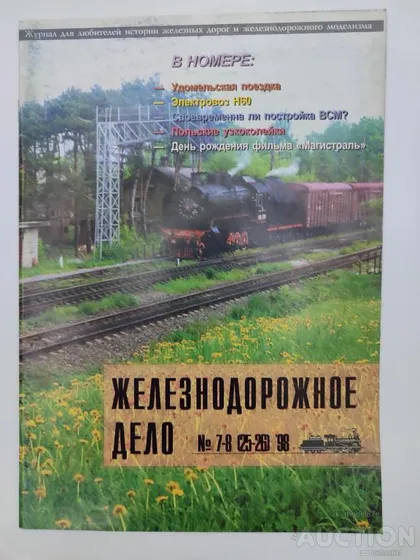 Журнал для любителей истории железных дорог и железнодорожного моделизма
В НОМЕРЕ:
— Удомельская поездка
— Электровоз Н60
— Своевременна ли постройка ВСМ?
— Польские узкоколейки
— День рождения фильма «Магистраль»
ЖЕЛЕЗНОДОРОЖНОЕ
ДЕЛО № 7-8 (25-26) '98
AUCTION